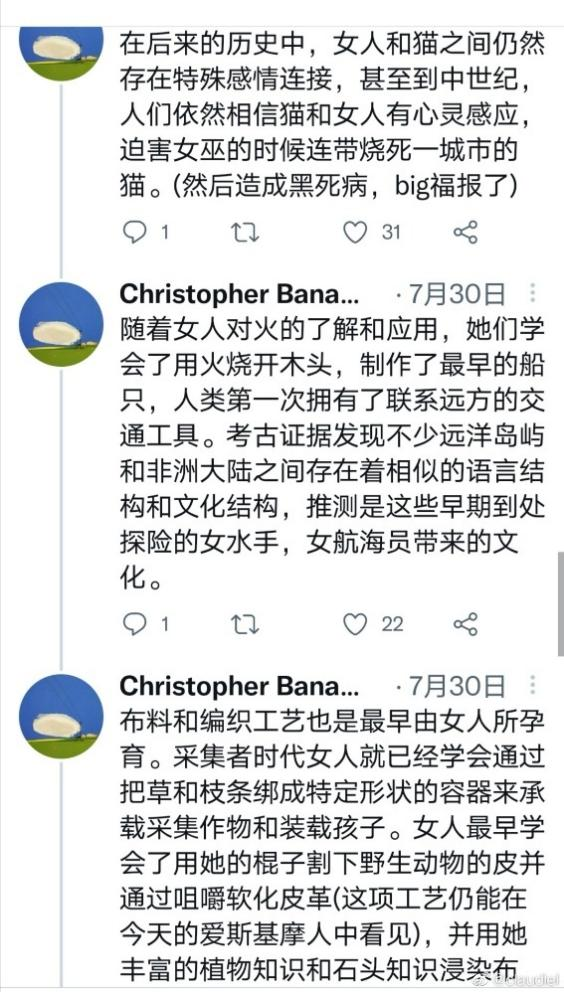 在后来的历史中，女人和猫之间仍然
存在特殊感情连接，甚至到中世纪，
人们依然相信猫和女人有心灵感应，
迫害女巫的时候连带烧死一城市的
猫。(然后造成黑死病，big福报了)
1 31
Christopher Bana... ·7月30日
随着女人对火的了解和应用，她们学
会了用火烧开木头，制作了最早的船
只，人类第一次拥有了联系远方的交
通工具。考古证据发现不少远洋岛屿
和非洲大陆之间存在着相似的语言结
构和文化结构，推测是这些早期到处
探险的女水手，女航海员带来的文
化。
1 22
Christopher Bana... ·7月30日
布料和编织工艺也是最早由女人所孕
育。采集者时代女人就已经学会通过
把草和枝条绑成特定形状的容器来承
载采集作物和装载孩子。女人最早学
会了用她的棍子割下野生动物的皮并
通过咀嚼软化皮革(这项工艺仍能在
今天的爱斯基摩人中看见)，并用她
丰富的植物知识和石头知识浸染布